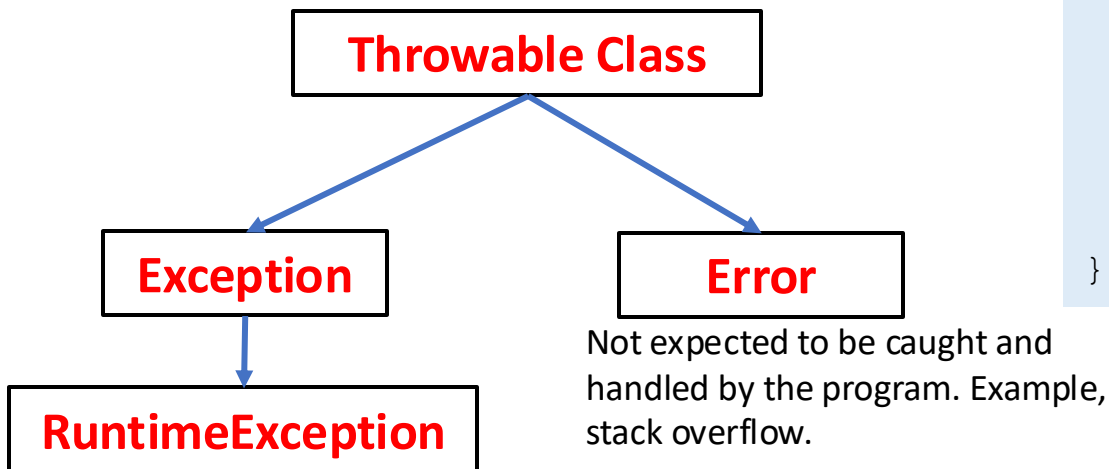 Throwable Class
Exception
Error
}
Not expected to be caught and
handled by the program. Example,
stack overflow.
RuntimeException